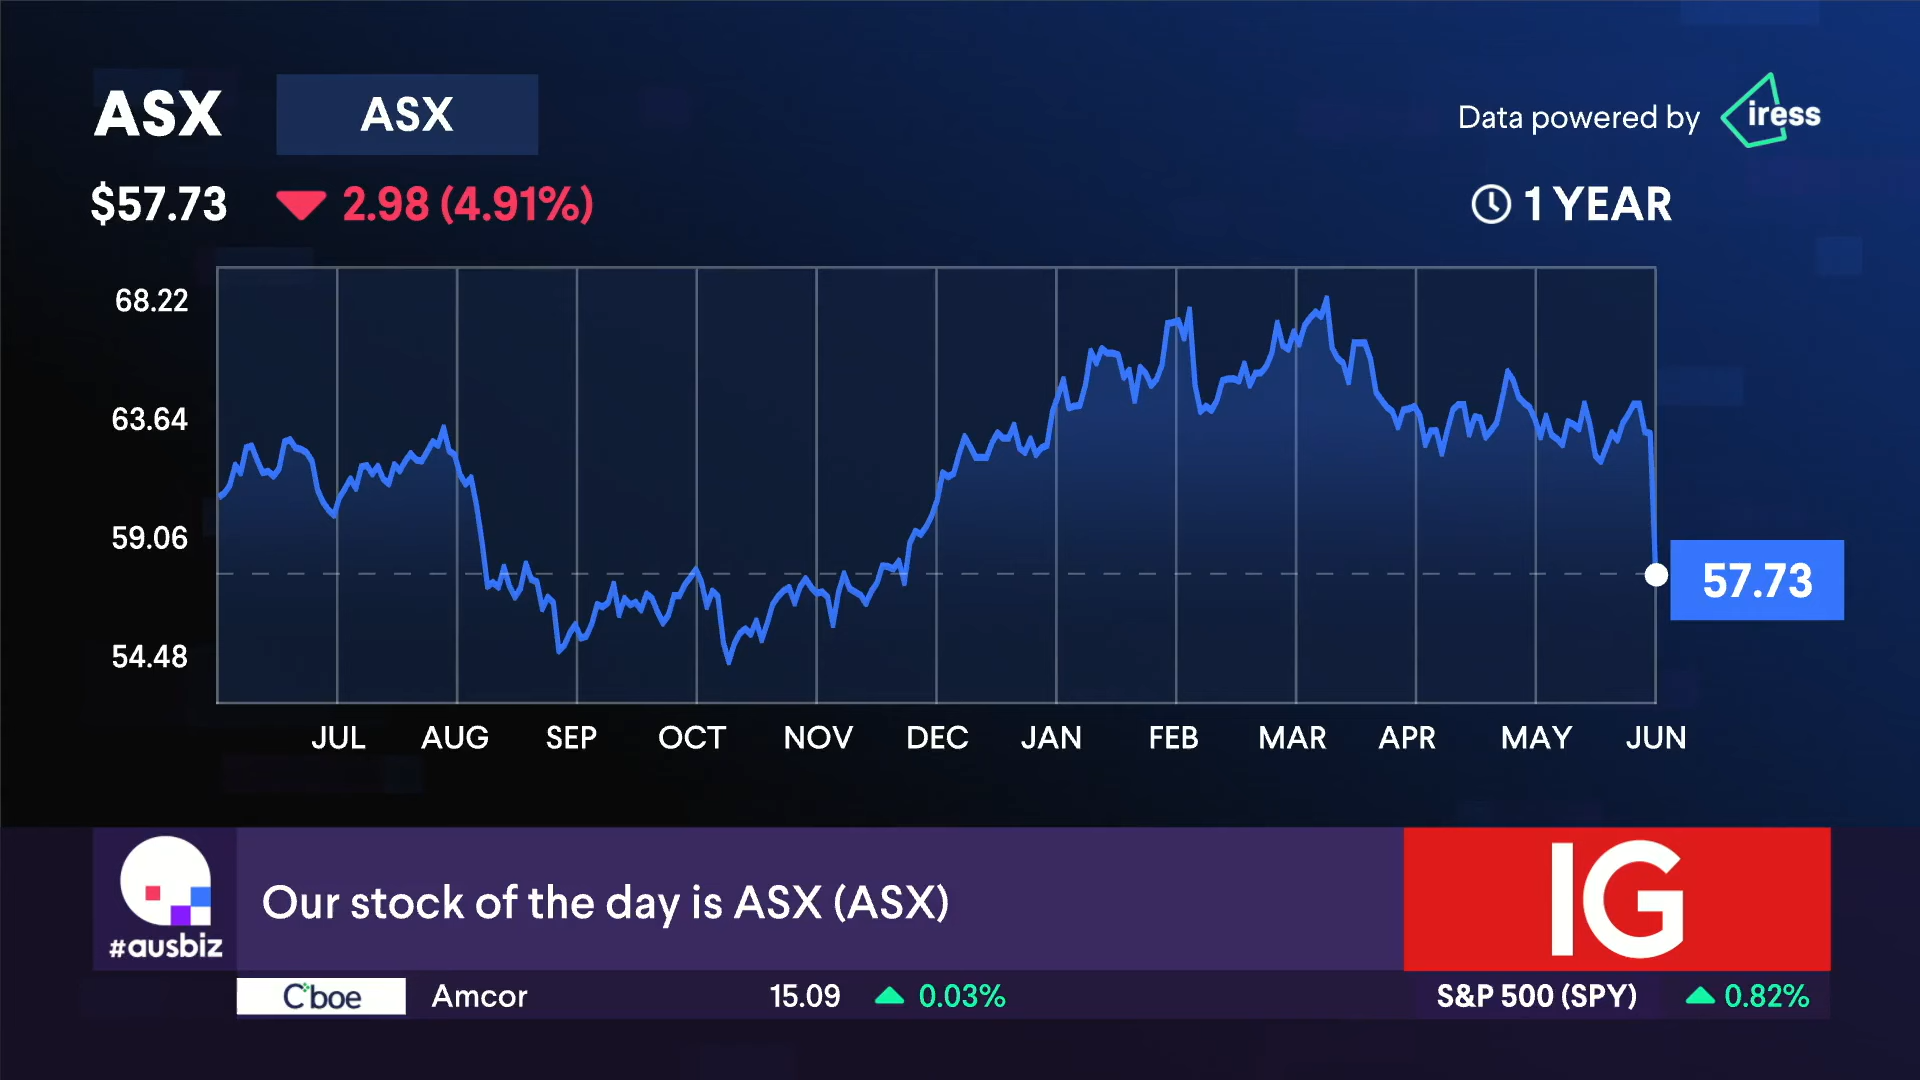 ASX ASX
Data powered by iress
$57.73 2.98 (4.91%)
1 YEAR
68.22
63.64
59.06
54.48
57.73
JUL AUG SEP OCT NOV DEC JAN FEB MAR APR MAY JUN
#ausbiz
Our stock of the day is ASX (ASX)
IG
Cboe Amcor 15.09 0.03% S&P 500 (SPY) 0.82%